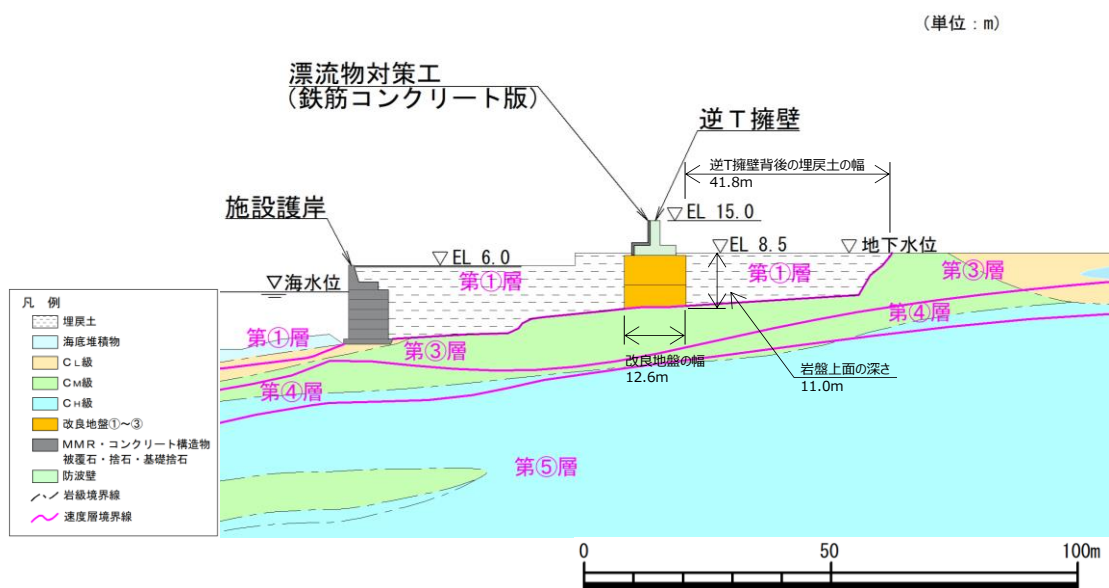 (単位:m)
漂流物対策工
(鉄筋コンクリート版)
逆T擁壁
逆T擁壁背後の埋戻土の幅
41.8m
施設護岸
▽EL 15.0
▽EL 6.0
▽EL 8.5
▽地下水位
▽海水位
第①層
第①層
第③層
第④層
第①層
第③層
第④層
改良地盤の幅
12.6m
岩盤上面の深さ
11.0m
第⑤層
凡 例
埋戻土
海底堆積物
CL級
CM級
CH級
改良地盤①~③
MMR・コンクリート構造物
被覆石・捨石・基礎捨石
防波壁
岩級境界線
速度層境界線
0 50 100m